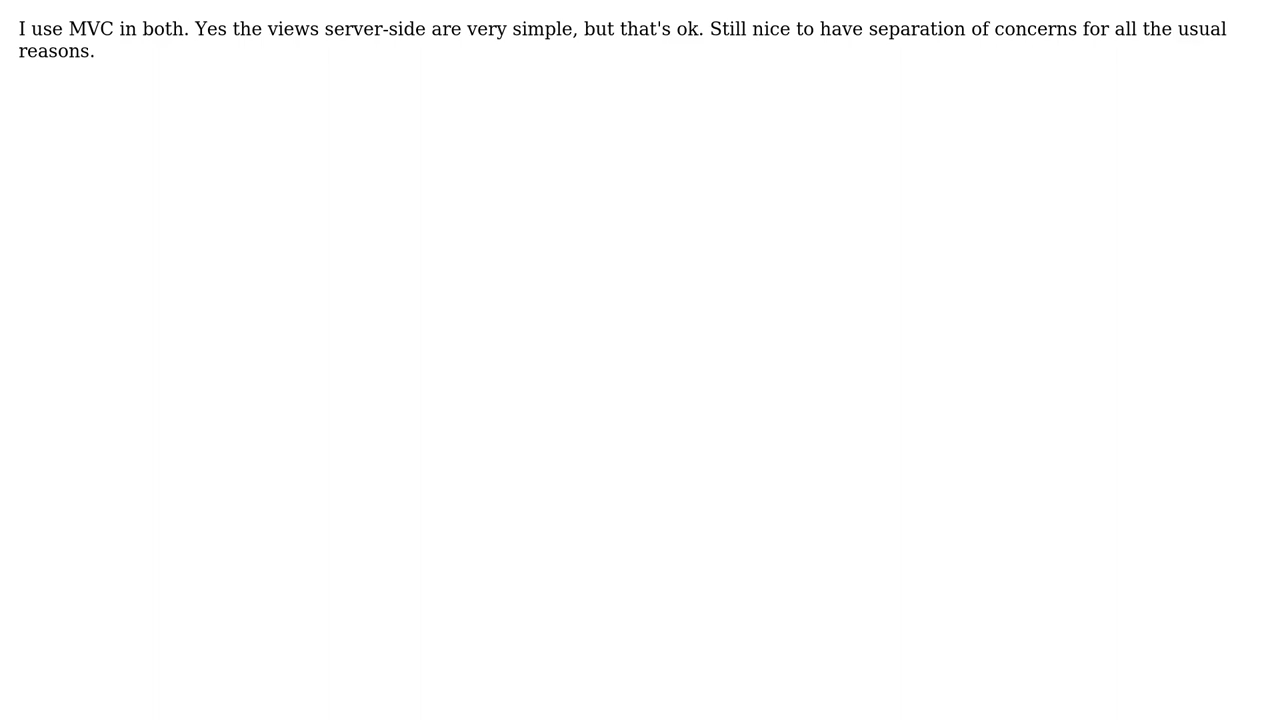 I use MVC in both. Yes the views server-side are very simple, but that's ok. Still nice to have separation of concerns for all the usual
reasons.